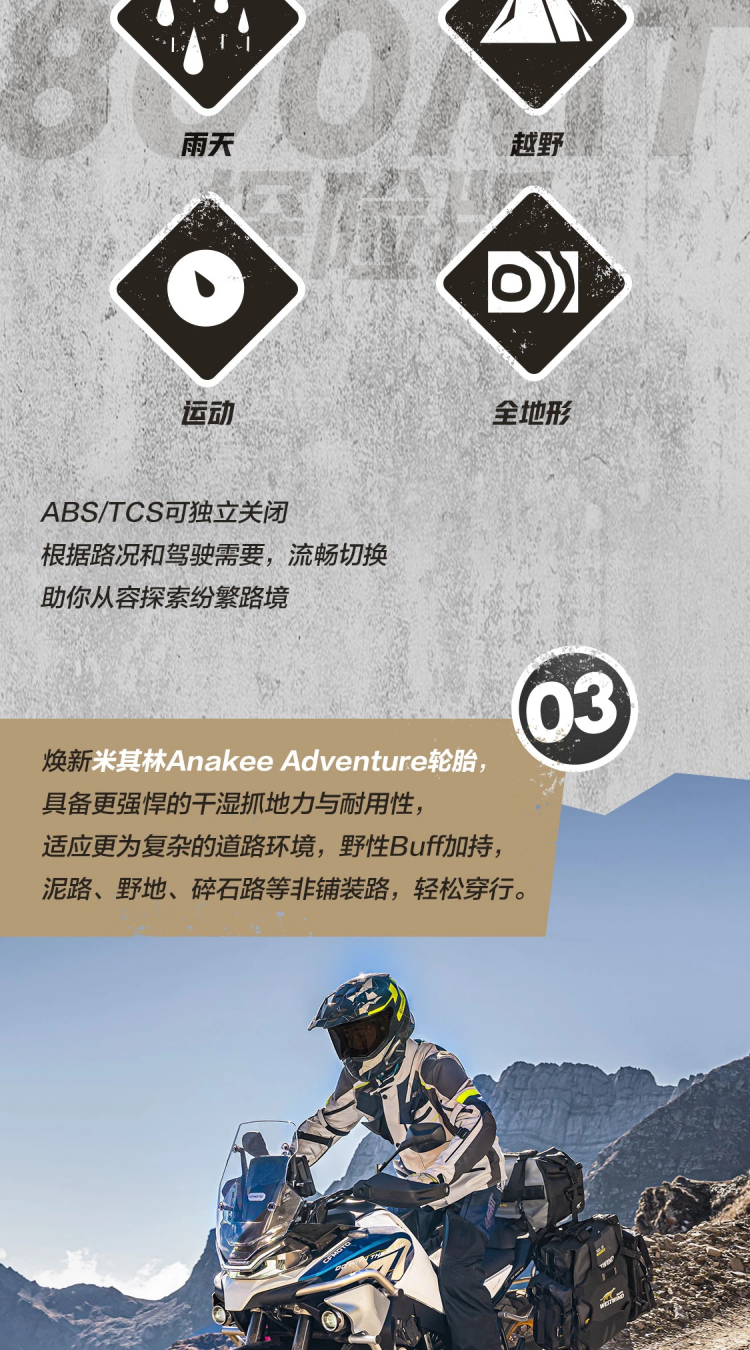 800MT
雨天
越野
探险版
运动
全地形
ABS/TCS可独立关闭
根据路况和驾驶需要，流畅切换
助你从容探索纷繁路境
03
焕新米其林Anakee Adventure轮胎，
具备更强悍的干湿抓地力与耐用性，
适应更为复杂的道路环境，野性Buff加持，
泥路、野地、碎石路等非铺装路，轻松穿行。
CFMOTO